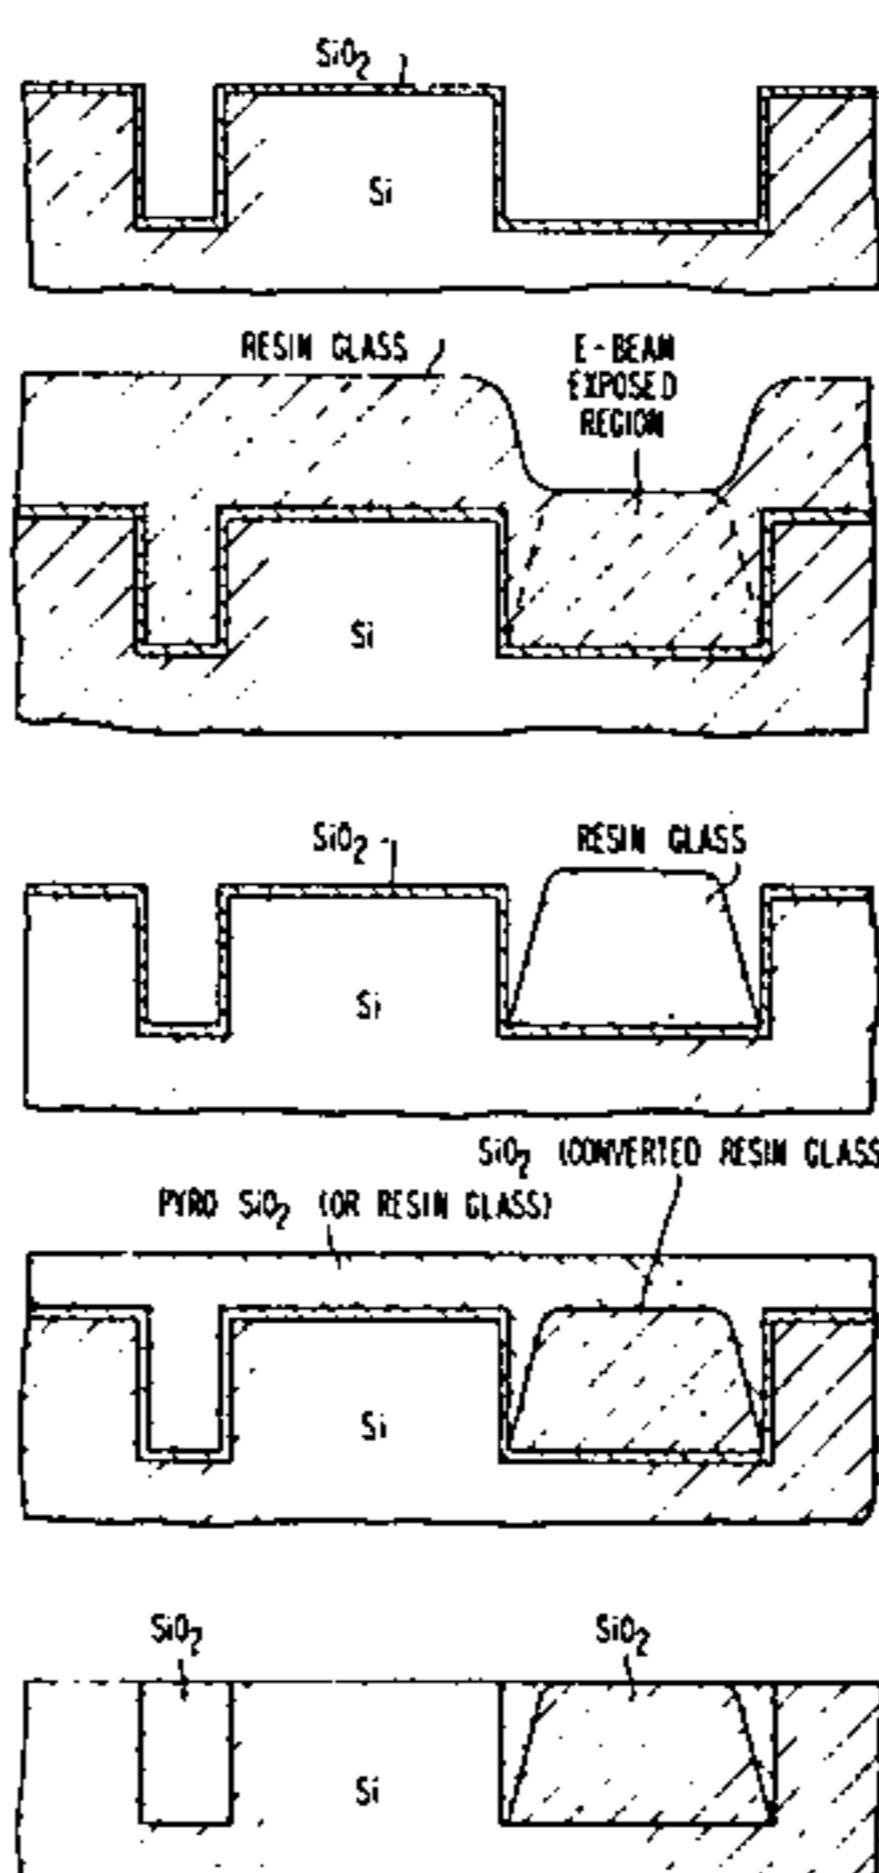 SiO2
Si
RESIN GLASS
E-BEAM
EXPOSED
REGION
Si
SiO2
RESIN GLASS
Si
SiO2 (CONVERTED RESIN GLASS
PYRO SiO2 (OR RESIN GLASS)
Si
SiO2
SiO2
Si